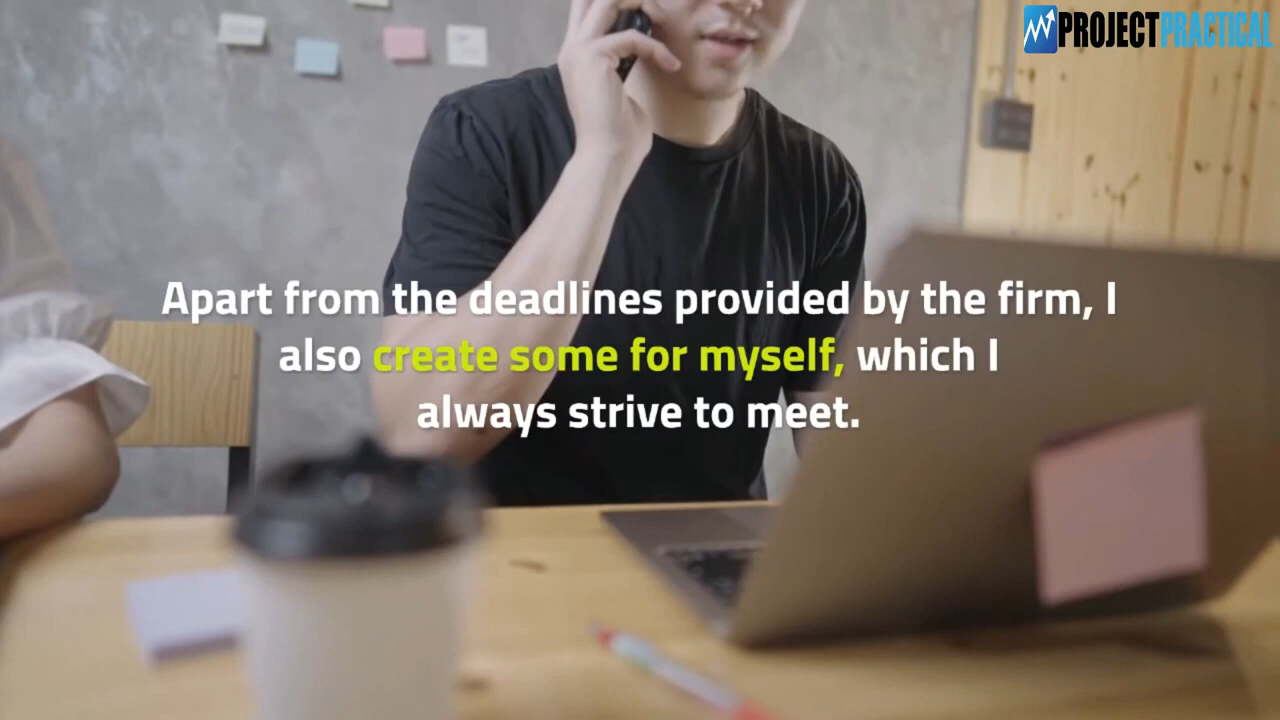 PROJECTPRACTICAL
Apart from the deadlines provided by the firm, I
also create some for myself, which I
always strive to meet.